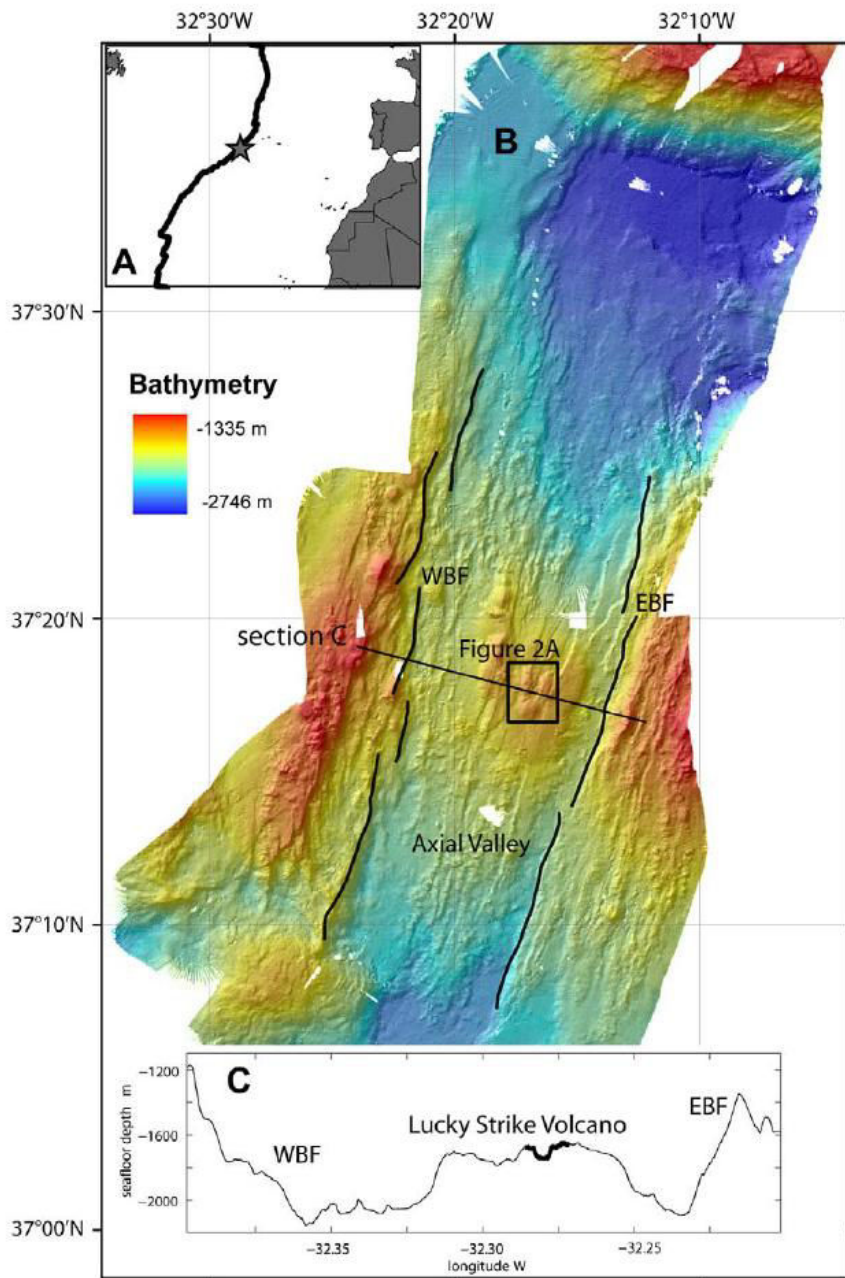 32°30'W 32°20'W 32°10'W
A
B
37°30'N
Bathymetry
-1335 m
-2746 m
WBF
EBF
37°20'N
section C
Figure 2A
Axial Valley
37°10'N
C
−1200
−1600
−2000
seafloor depth m
WBF
Lucky Strike Volcano
EBF
37°00'N
−32.35 −32.30 −32.25
longitude W